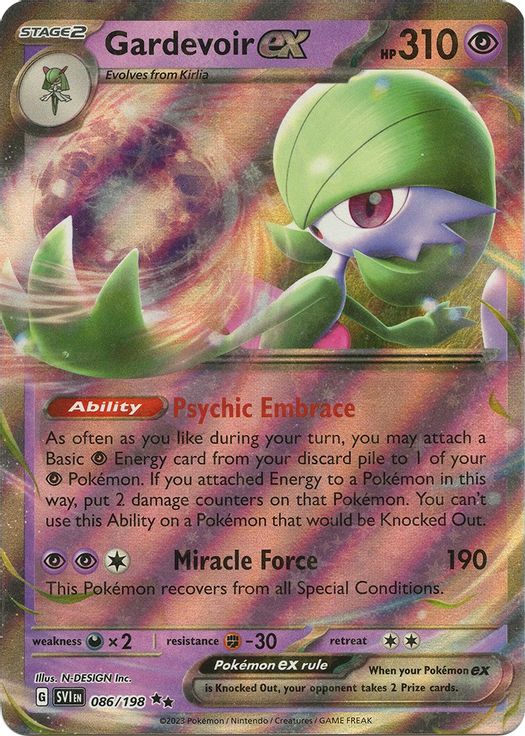 STAGE2 Gardevoir ex HP 310
Evolves from Kirlia
Ability Psychic Embrace
As often as you like during your turn, you may attach a
Basic Energy card from your discard pile to 1 of your
Pokémon. If you attached Energy to a Pokémon in this
way, put 2 damage counters on that Pokémon. You can't
use this Ability on a Pokémon that would be Knocked Out.
Miracle Force 190
This Pokémon recovers from all Special Conditions.
weakness ×2 resistance -30 retreat
Illus. N-DESIGN Inc.
Pokémon ex rule When your Pokémon ex
is Knocked Out, your opponent takes 2 Prize cards.
G SVI EN 086/198 ★★
©2023 Pokémon / Nintendo / Creatures / GAME FREAK